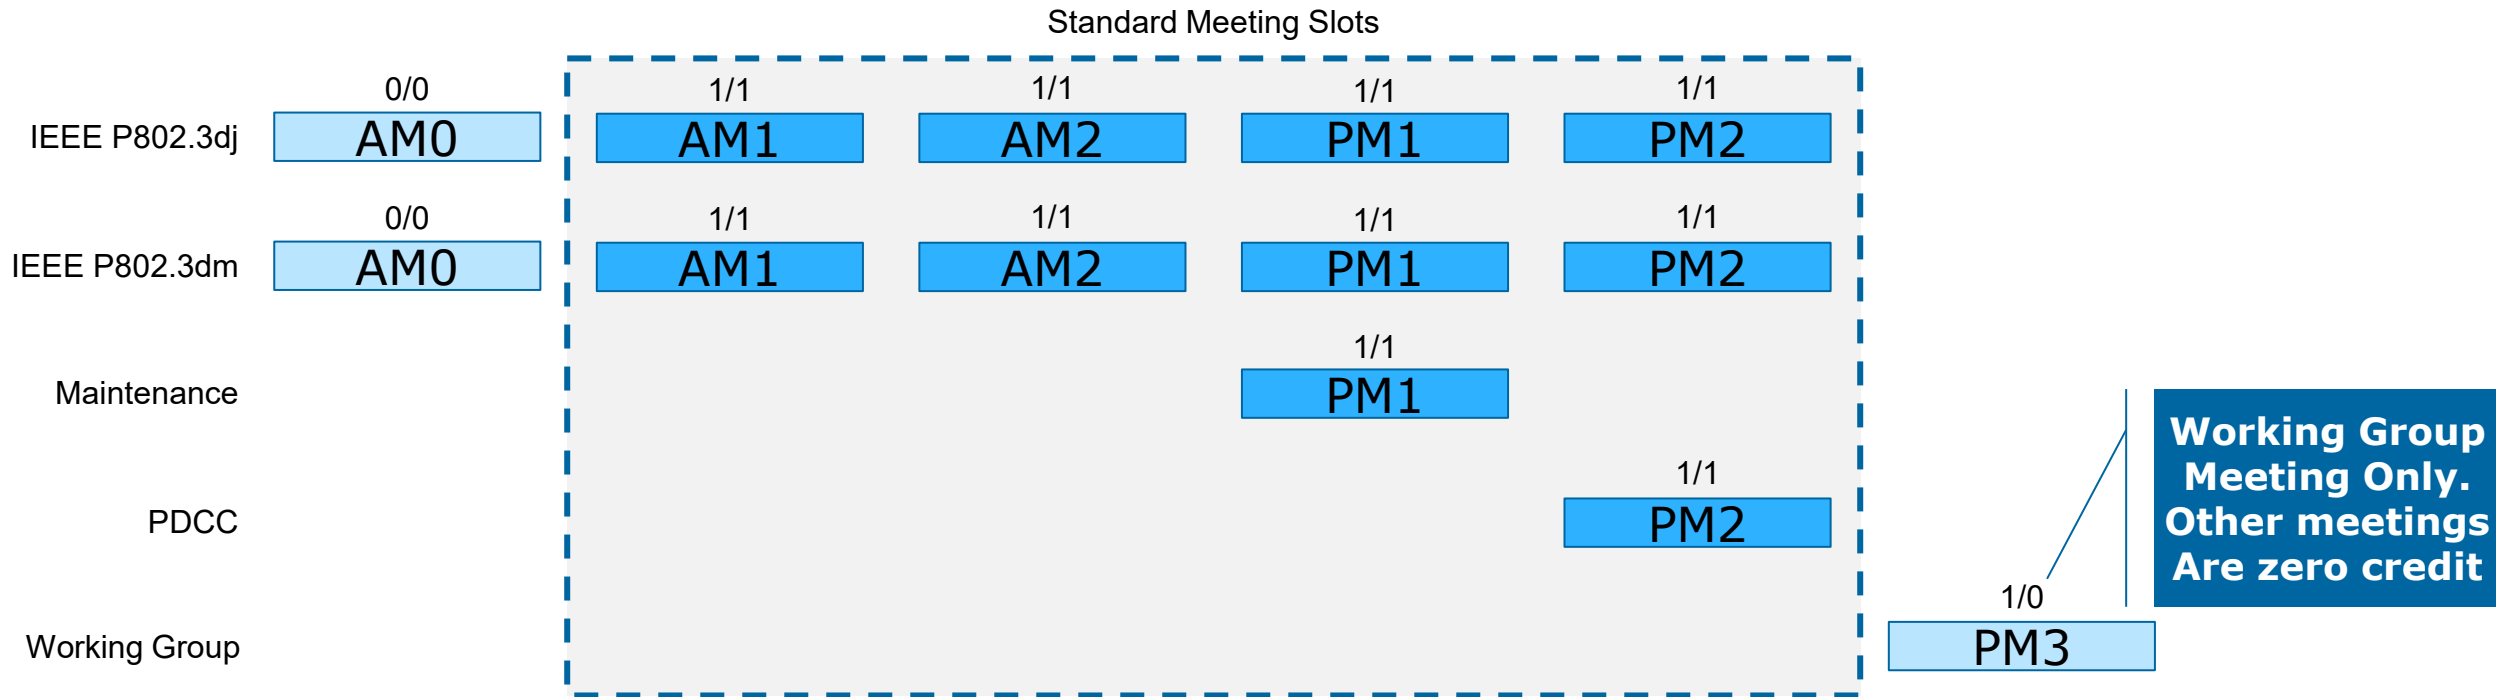 Standard Meeting Slots
0/0 1/1 1/1 1/1 1/1
IEEE P802.3dj AM0 AM1 AM2 PM1 PM2
0/0 1/1 1/1 1/1 1/1
IEEE P802.3dm AM0 AM1 AM2 PM1 PM2
1/1
Maintenance PM1
1/1
PDCC PM2
Working Group
Meeting Only.
Other meetings
Are zero credit
1/0
Working Group PM3